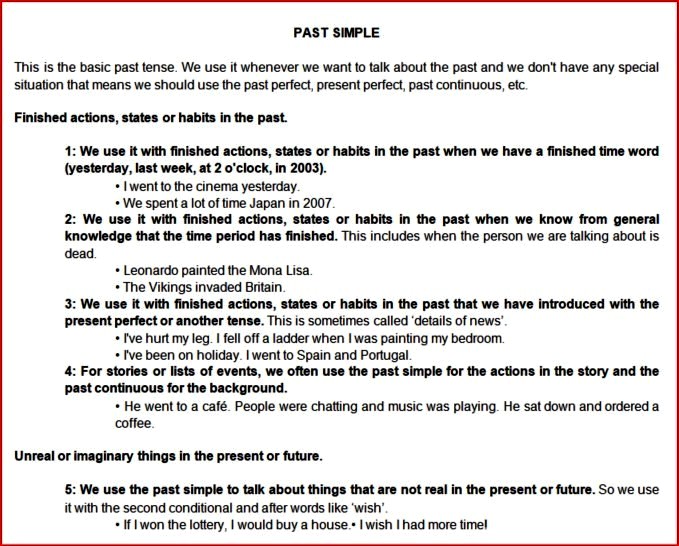 PAST SIMPLE
This is the basic past tense. We use it whenever we want to talk about the past and we don't have any special
situation that means we should use the past perfect, present perfect, past continuous, etc.
Finished actions, states or habits in the past.
1: We use it with finished actions, states or habits in the past when we have a finished time word
(yesterday, last week, at 2 o'clock, in 2003).
• I went to the cinema yesterday.
• We spent a lot of time Japan in 2007.
2: We use it with finished actions, states or habits in the past when we know from general
knowledge that the time period has finished. This includes when the person we are talking about is
dead.
• Leonardo painted the Mona Lisa.
• The Vikings invaded Britain.
3: We use it with finished actions, states or habits in the past that we have introduced with the
present perfect or another tense. This is sometimes called ‘details of news’.
• I've hurt my leg. I fell off a ladder when I was painting my bedroom.
• I've been on holiday. I went to Spain and Portugal.
4: For stories or lists of events, we often use the past simple for the actions in the story and the
past continuous for the background.
• He went to a café. People were chatting and music was playing. He sat down and ordered a
coffee.
Unreal or imaginary things in the present or future.
5: We use the past simple to talk about things that are not real in the present or future. So we use
it with the second conditional and after words like ‘wish’.
• If I won the lottery, I would buy a house.• I wish I had more time!